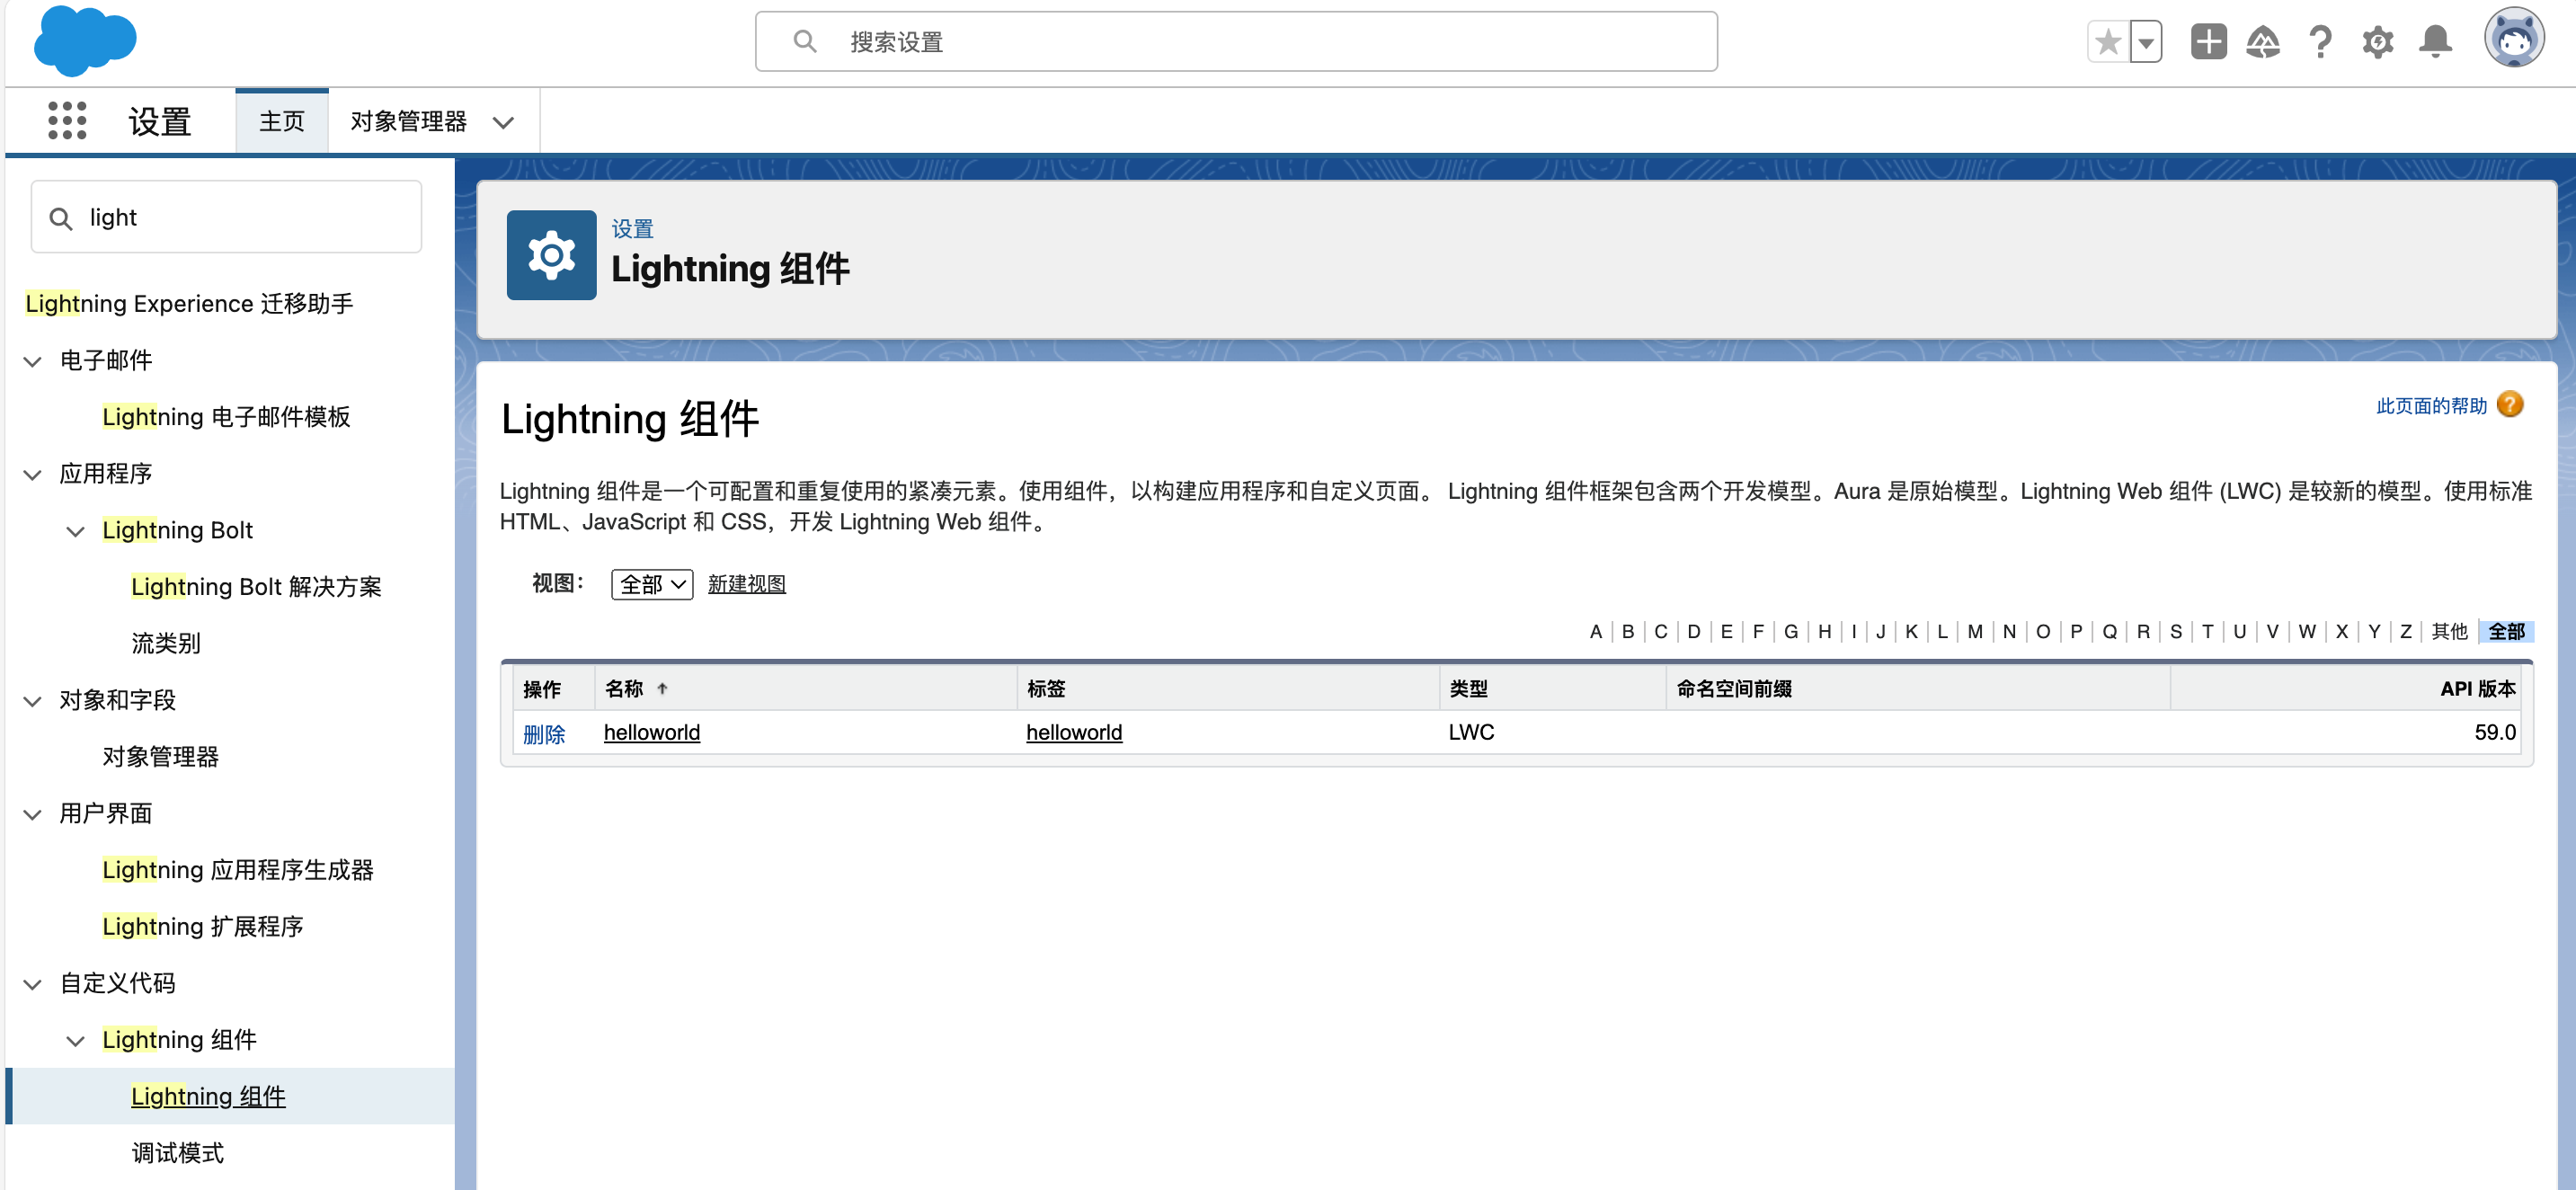 搜索设置
设置
主页
对象管理器
light
Lightning Experience 迁移助手
电子邮件
Lightning 电子邮件模板
应用程序
Lightning Bolt
Lightning Bolt 解决方案
流类别
对象和字段
对象管理器
用户界面
Lightning 应用程序生成器
Lightning 扩展程序
自定义代码
Lightning 组件
Lightning 组件
调试模式
设置
Lightning 组件
Lightning 组件
此页面的帮助
Lightning 组件是一个可配置和重复使用的紧凑元素。使用组件，以构建应用程序和自定义页面。 Lightning 组件框架包含两个开发模型。Aura 是原始模型。Lightning Web 组件 (LWC) 是较新的模型。使用标准
HTML、JavaScript 和 CSS，开发 Lightning Web 组件。
视图： 全部 新建视图
A | B | C | D | E | F | G | H | I | J | K | L | M | N | O | P | Q | R | S | T | U | V | W | X | Y | Z | 其他 | 全部
操作 名称 ↑ 标签 类型 命名空间前缀 API 版本
删除 helloworld helloworld LWC 59.0